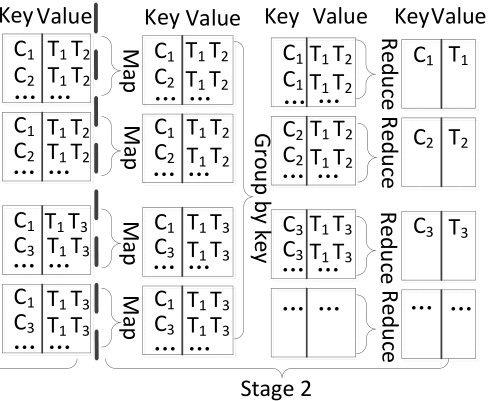 Key Value Key Value Key Value Key Value
C1 T1 T2
C2 T1 T2
... ...
C1 T1 T2
C2 T1 T2
... ...
C1 T1 T3
C3 T1 T3
... ...
C1 T1 T3
C3 T1 T3
... ...
Map
Map
Map
Map
C1 T1 T2
C2 T1 T2
... ...
C1 T1 T2
C2 T1 T2
... ...
C1 T1 T3
C3 T1 T3
... ...
C1 T1 T3
C3 T1 T3
... ...
Group by key
C1 T1 T2
C1 T1 T2
C1 ... ...
C2 T1 T2
C2 T1 T2
... ...
C3 T1 T3
C3 T1 T3
... ...
... ...
Reduce
Reduce
Reduce
Reduce
C1 T1
C2 T2
C3 T3
... ...
Stage 2